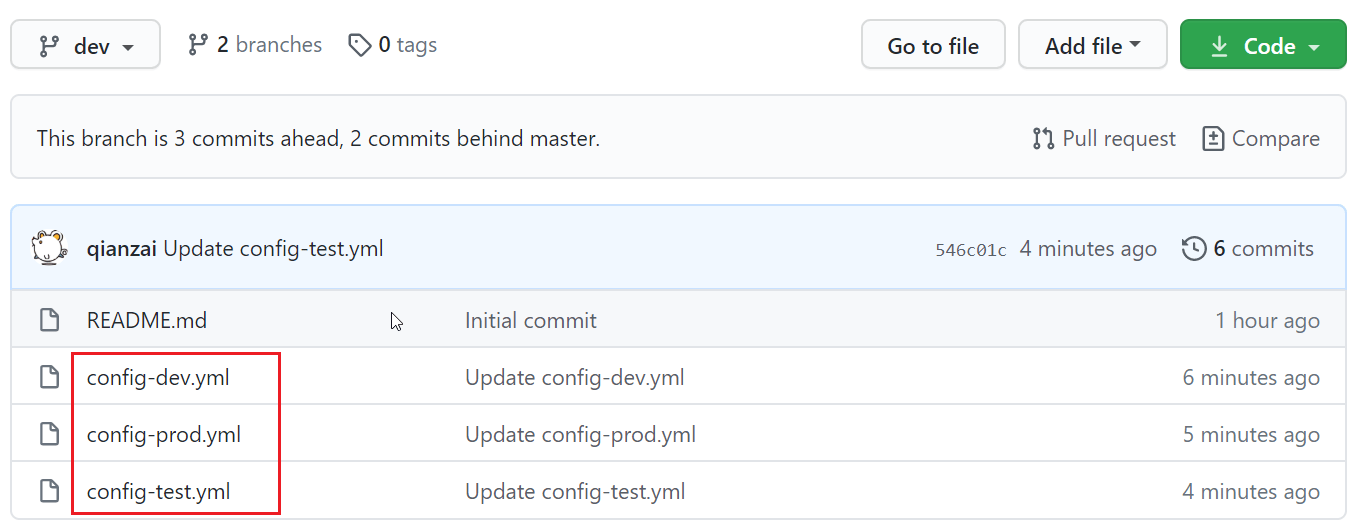 dev 2 branches 0 tags Go to file Add file Code
This branch is 3 commits ahead, 2 commits behind master. Pull request Compare
qianzai Update config-test.yml 546c01c 4 minutes ago 6 commits
README.md Initial commit 1 hour ago
config-dev.yml Update config-dev.yml 6 minutes ago
config-prod.yml Update config-prod.yml 5 minutes ago
config-test.yml Update config-test.yml 4 minutes ago